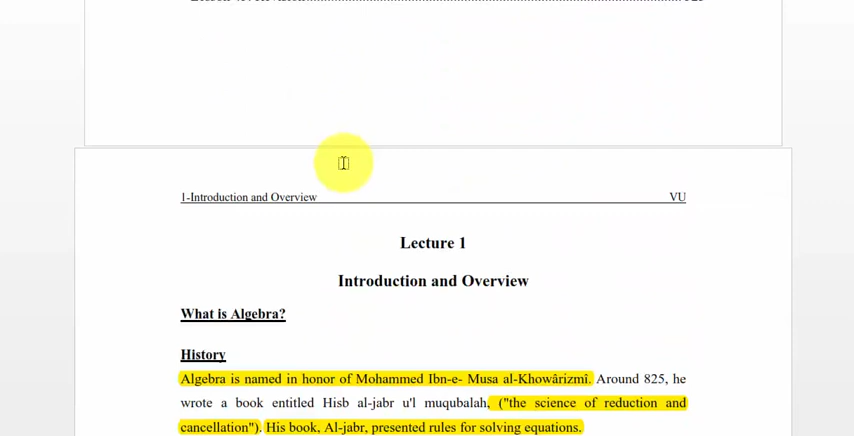 1-Introduction and Overview VU
Lecture 1
Introduction and Overview
What is Algebra?
History
Algebra is named in honor of Mohammed Ibn-e- Musa al-Khowârizmî. Around 825, he
wrote a book entitled Hisb al-jabr u'l muqubalah, ("the science of reduction and
cancellation"). His book, Al-jabr, presented rules for solving equations.